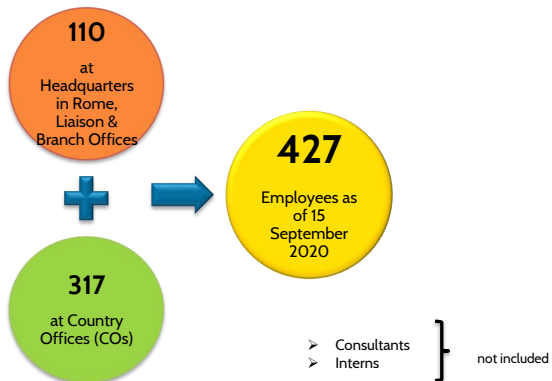 110
at
Headquarters
in Rome,
Liaison &
Branch Offices
427
Employees as
of 15
September
2020
317
at Country
Offices (COs)
➢ Consultants
➢ Interns
not included